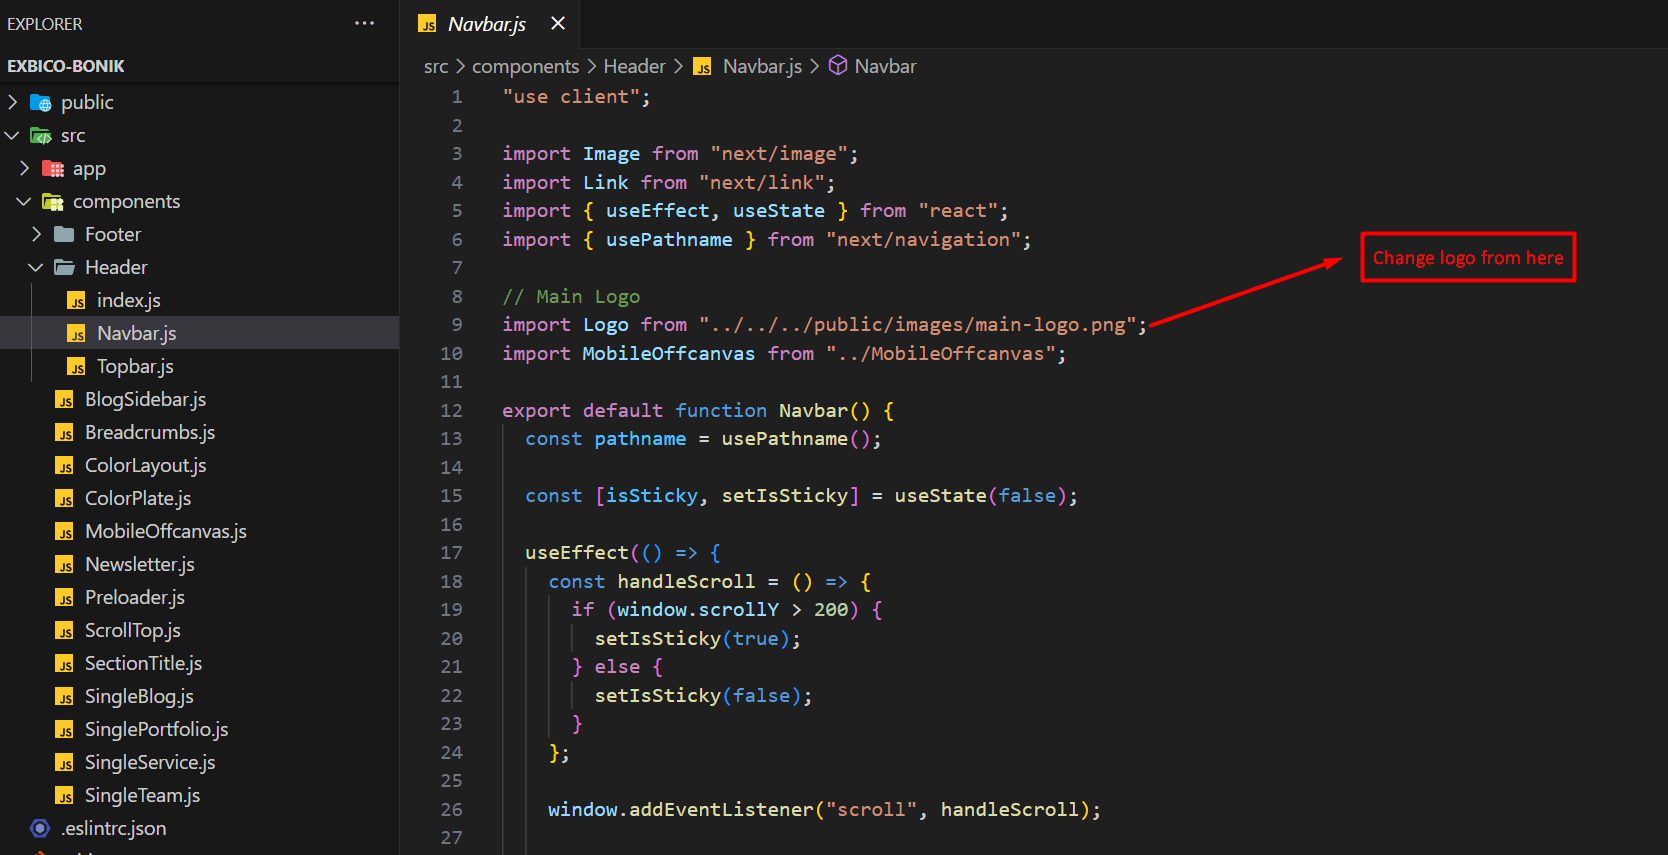 EXPLORER
EXBICO-BONIK
public
src
app
components
Footer
Header
index.js
Navbar.js
Topbar.js
BlogSidebar.js
Breadcrumbs.js
ColorLayout.js
ColorPlate.js
MobileOffcanvas.js
Newsletter.js
Preloader.js
ScrollTop.js
SectionTitle.js
SingleBlog.js
SinglePortfolio.js
SingleService.js
SingleTeam.js
.eslintrc.json
JS Navbar.js
src > components > Header > JS Navbar.js > Navbar
1 "use client";
2
3 import Image from "next/image";
4 import Link from "next/link";
5 import { useEffect, useState } from "react";
6 import { usePathname } from "next/navigation";
7
8 // Main Logo
9 import Logo from "../../../public/images/main-logo.png";
10 import MobileOffcanvas from "../MobileOffcanvas";
11
12 export default function Navbar() {
13 const pathname = usePathname();
14
15 const [isSticky, setIsSticky] = useState(false);
16
17 useEffect(() => {
18 const handleScroll = () => {
19 if (window.scrollY > 200) {
20 setIsSticky(true);
21 } else {
22 setIsSticky(false);
23 }
24 };
25
26 window.addEventListener("scroll", handleScroll);
27
Change logo from here